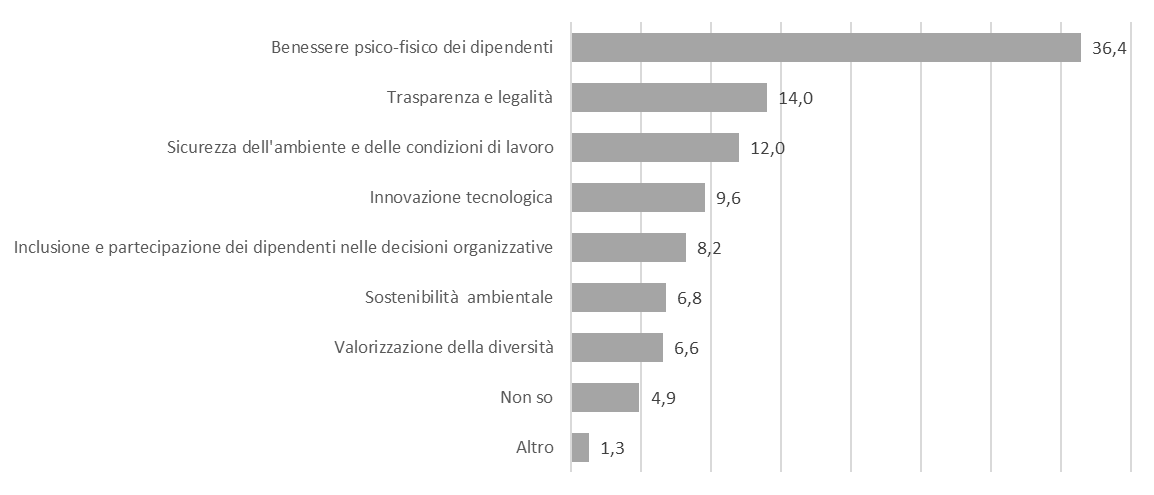 Benessere psico-fisico dei dipendenti 36,4
Trasparenza e legalità 14,0
Sicurezza dell'ambiente e delle condizioni di lavoro 12,0
Innovazione tecnologica 9,6
Inclusione e partecipazione dei dipendenti nelle decisioni organizzative 8,2
Sostenibilità  ambientale 6,8
Valorizzazione della diversità 6,6
Non so 4,9
Altro 1,3